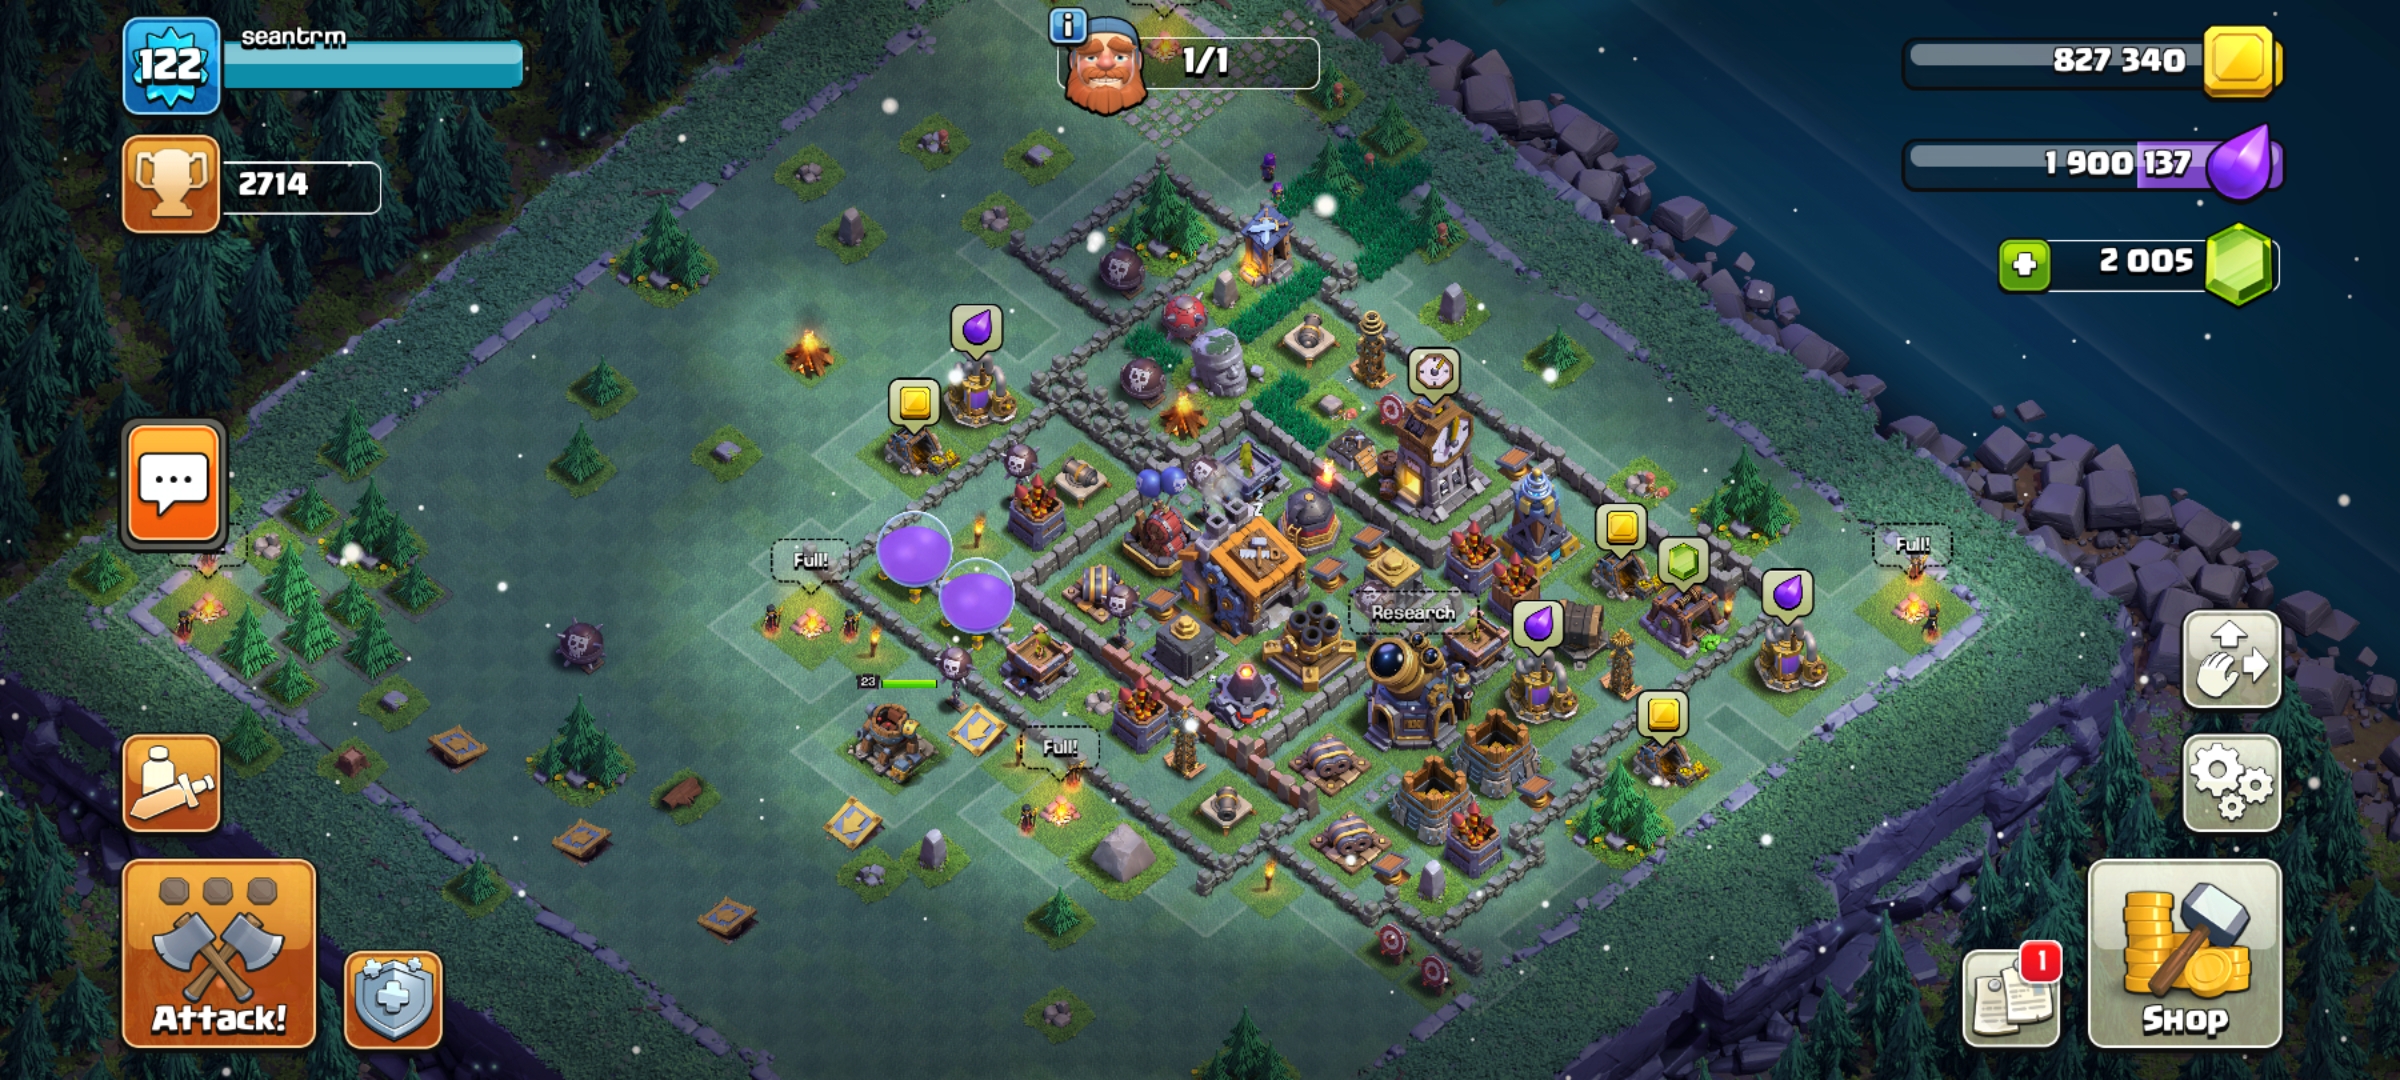 seantrm
122
1/1
827 340
2714
1 900 137
2 005
Full!
Full!
Research
23
Full!
z
1
Attack!
Shop